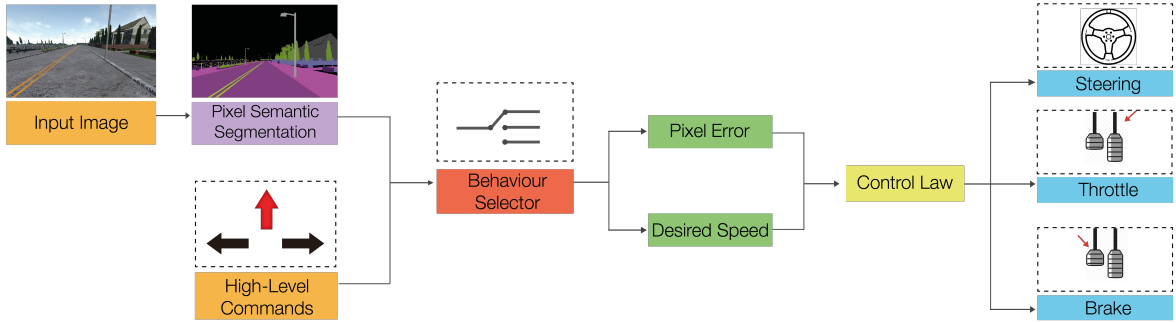 Input Image
Pixel Semantic
Segmentation
High-Level
Commands
Behaviour
Selector
Pixel Error
Desired Speed
Control Law
Steering
Throttle
Brake